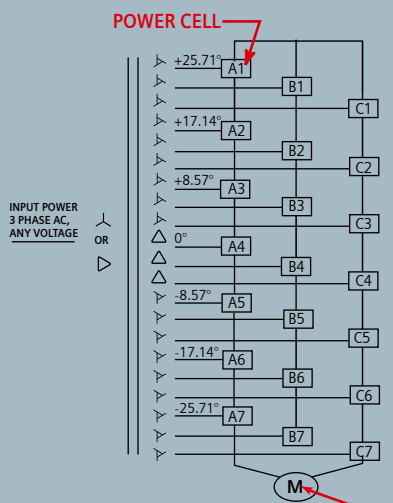 POWER CELL
+25.71° A1
B1
C1
+17.14° A2
B2
C2
+8.57° A3
B3
C3
INPUT POWER
3 PHASE AC,
ANY VOLTAGE
OR
0° A4
B4
C4
-8.57° A5
B5
C5
-17.14° A6
B6
C6
-25.71° A7
B7
C7
M